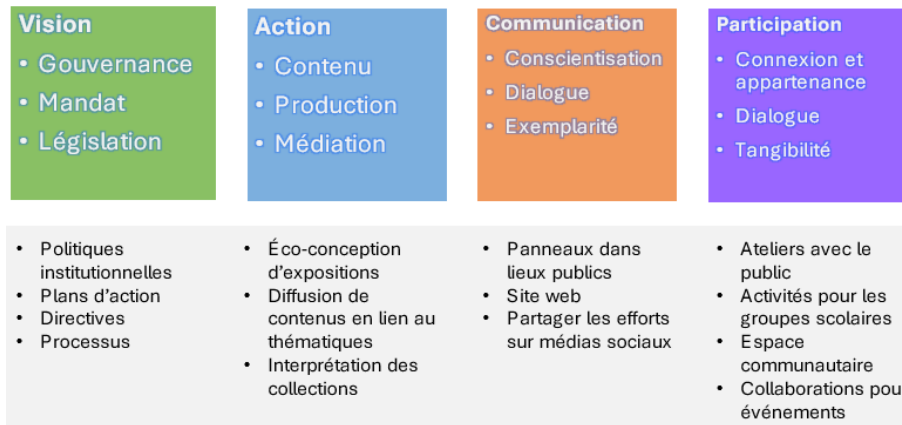 Vision
• Gouvernance
• Mandat
• Législation
Action
• Contenu
• Production
• Médiation
Communication
• Conscientisation
• Dialogue
• Exemplarité
Participation
• Connexion et
appartenance
• Dialogue
• Tangibilité
• Politiques
institutionnelles
• Plans d'action
• Directives
• Processus
• Éco-conception
d'expositions
• Diffusion de
contenus en lien au
thématiques
• Interprétation des
collections
• Panneaux dans
lieux publics
• Site web
• Partager les efforts
sur médias sociaux
• Ateliers avec le
public
• Activités pour les
groupes scolaires
• Espace
communautaire
• Collaborations pou
événements